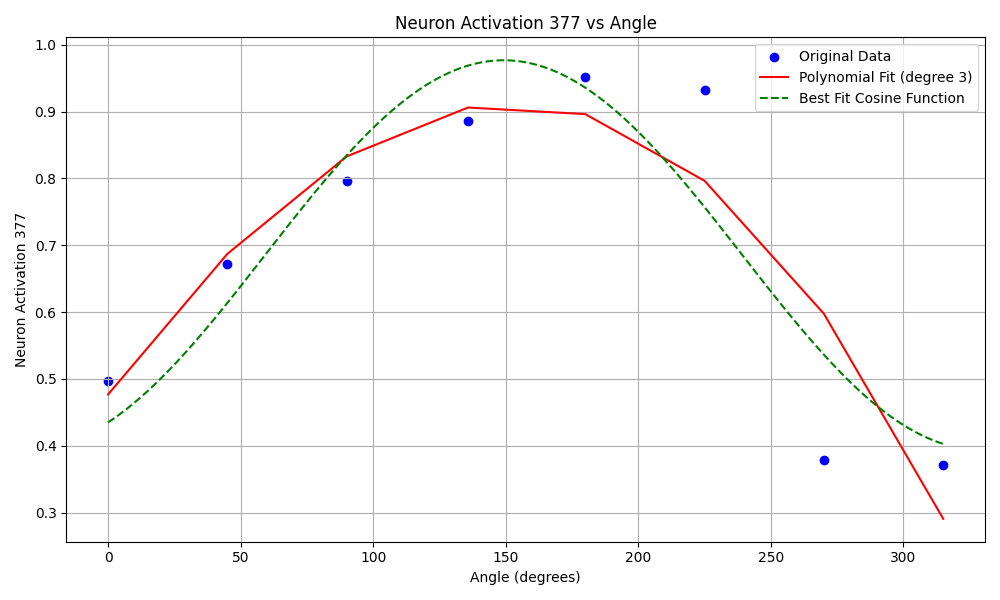 Neuron Activation 377 vs Angle
Original Data
Polynomial Fit (degree 3)
Best Fit Cosine Function
1.0
0.9
0.8
0.7
0.6
0.5
0.4
0.3
Neuron Activation 377
0 50 100 150 200 250 300
Angle (degrees)